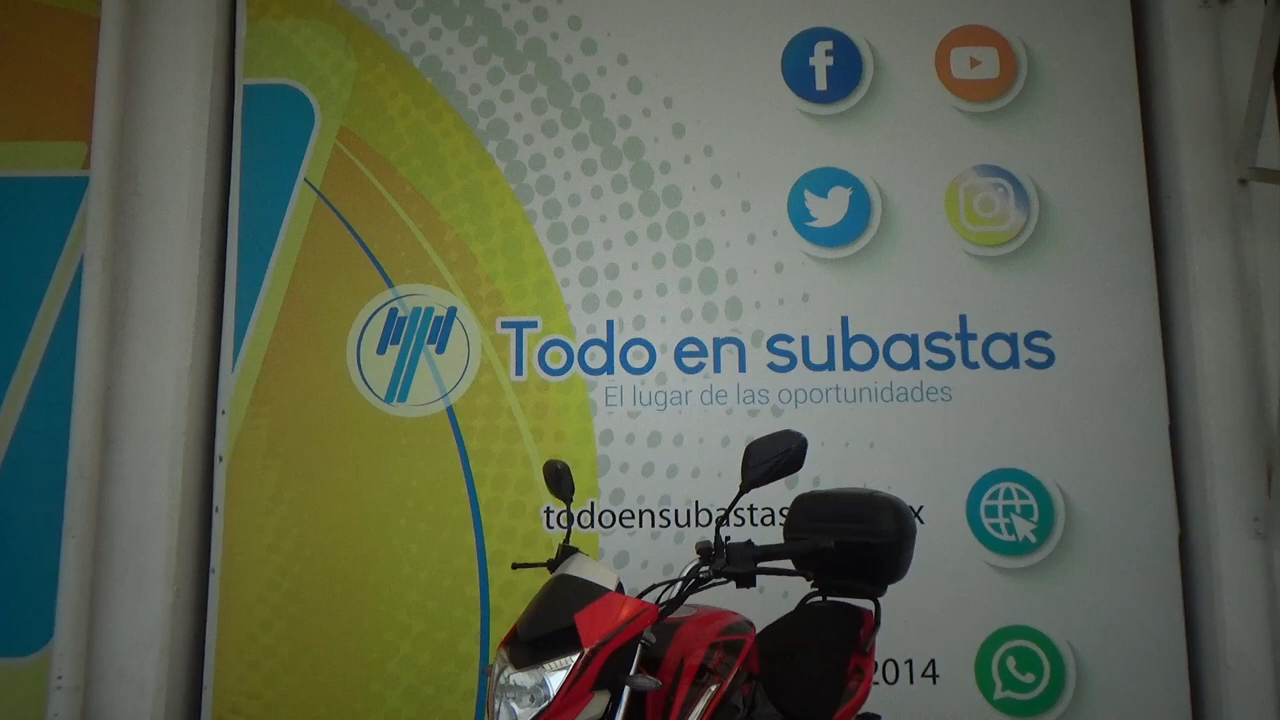 Todo en subastas
El lugar de las oportunidades
todoensubastas
2014